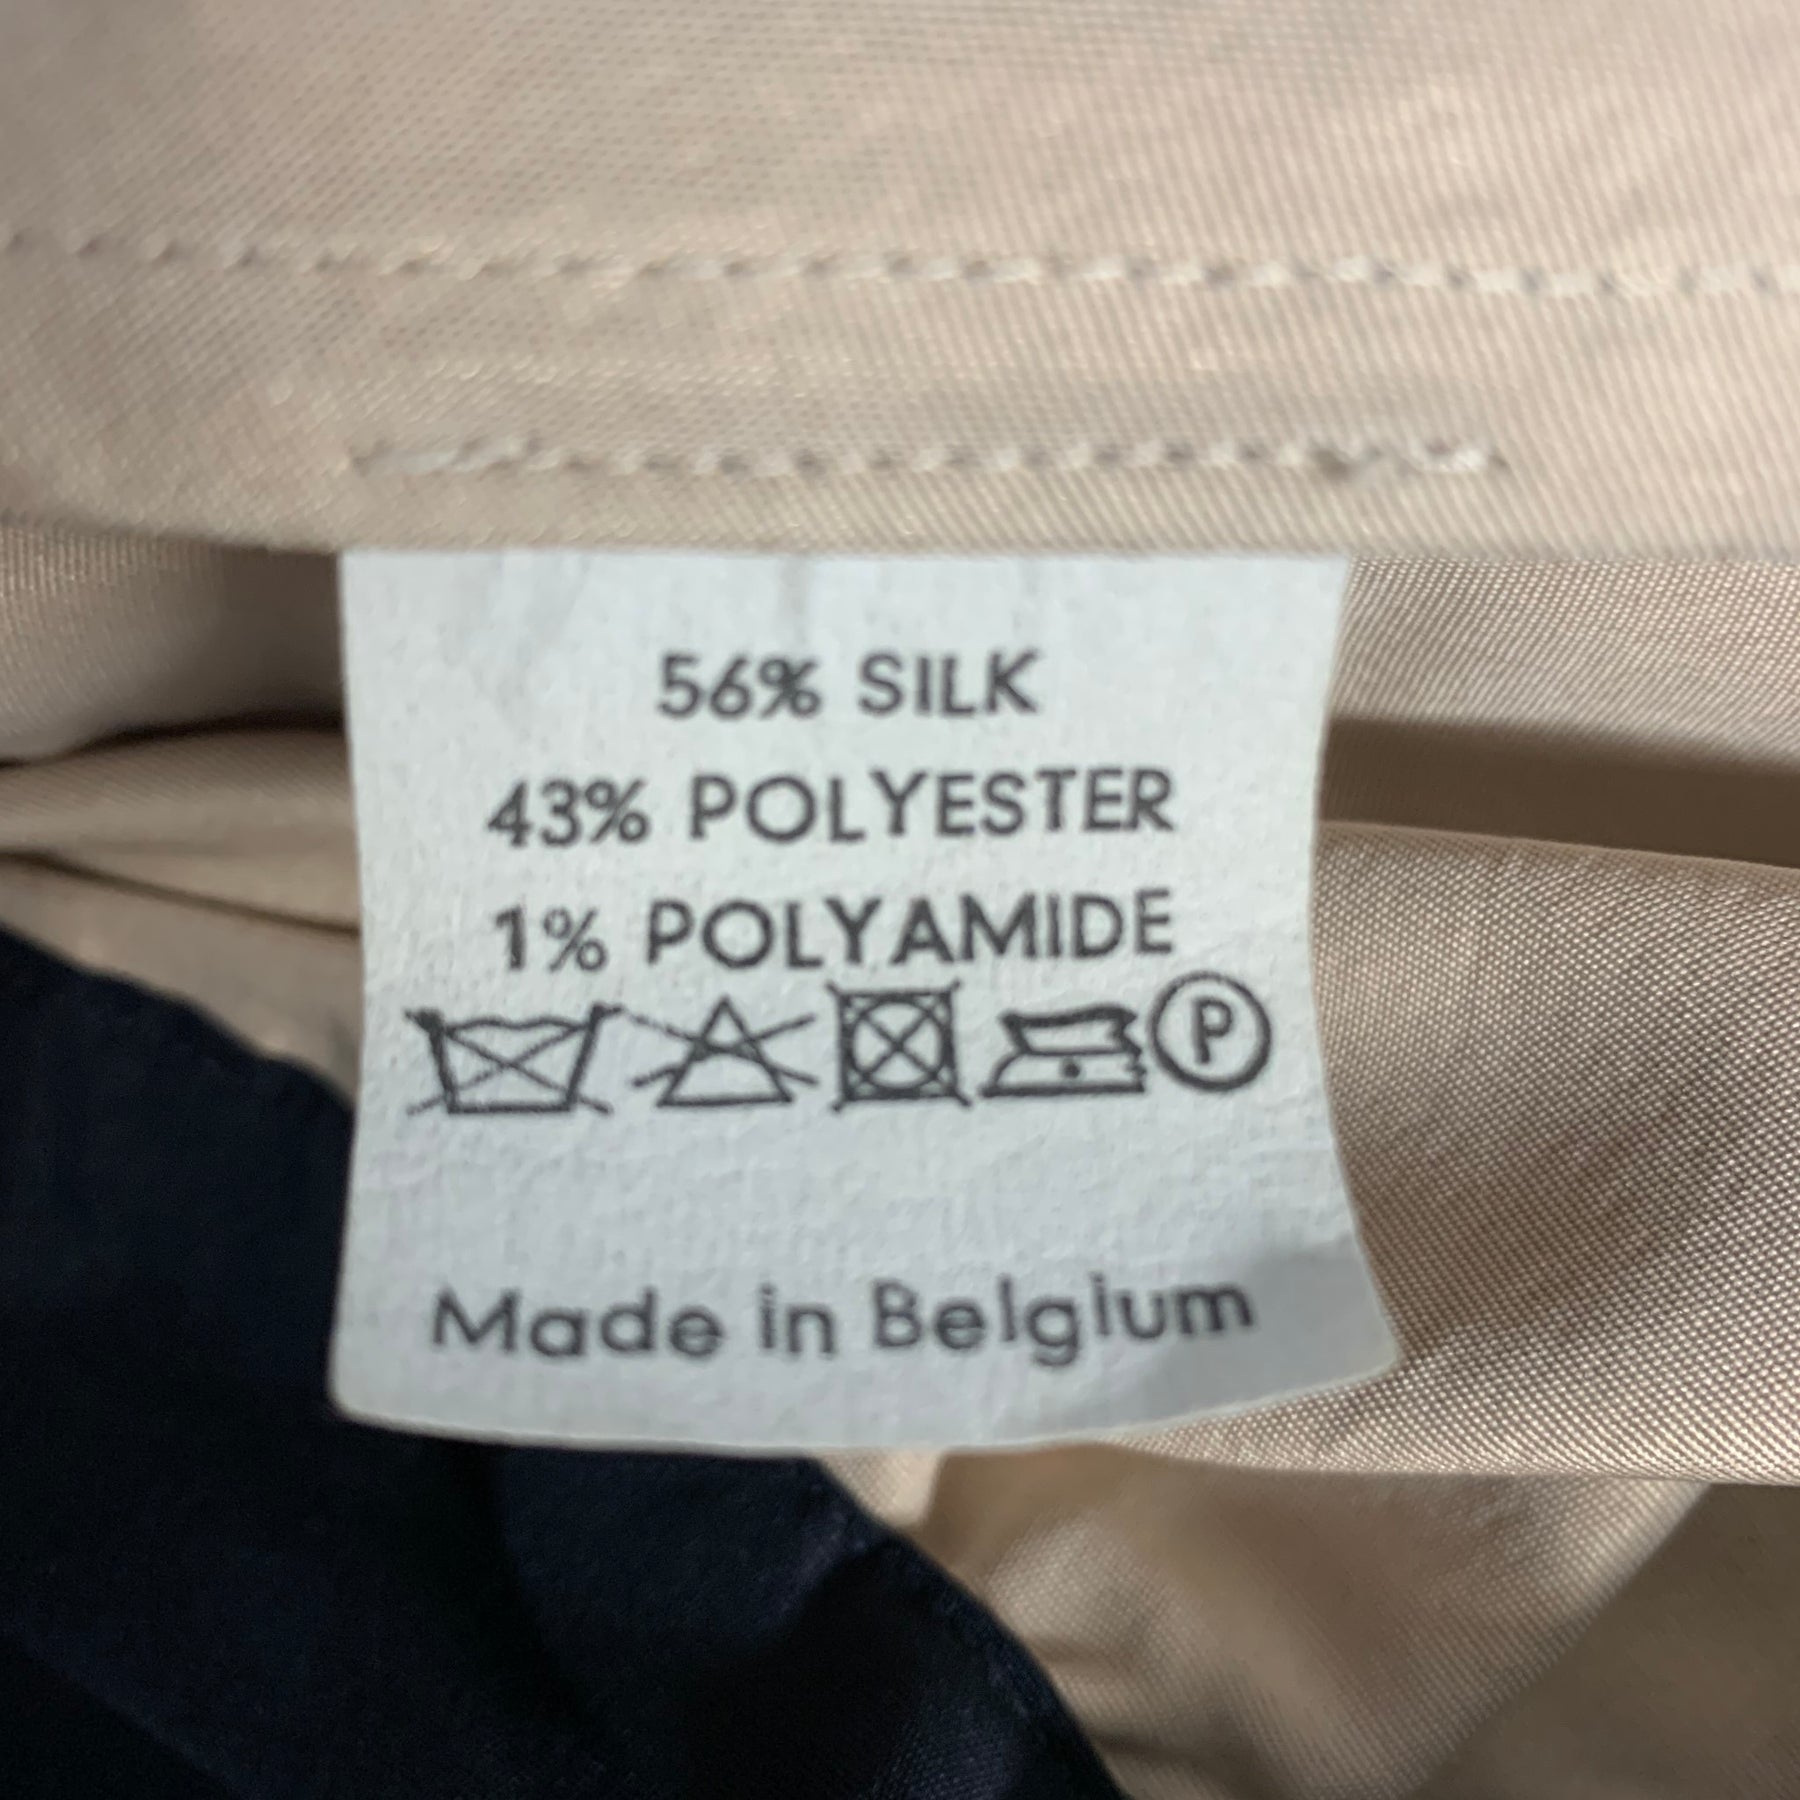 56% SILK
43% POLYESTER
1% POLYAMIDE
P
Made in Belgium